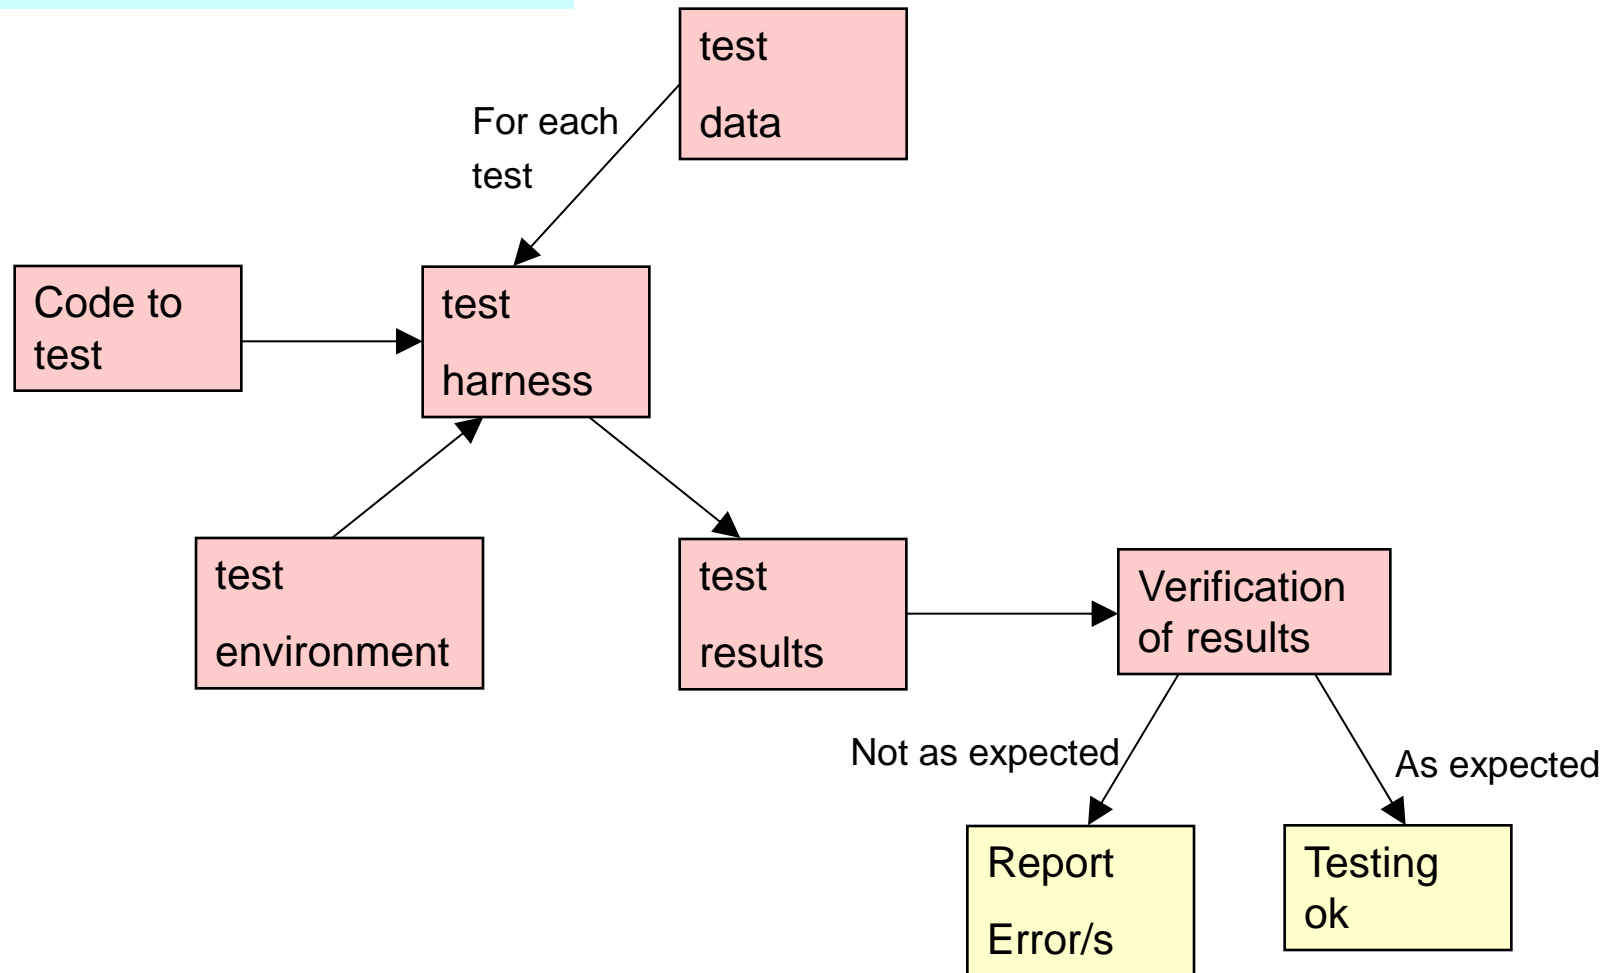 test
data
For each
test
Code to
test
test
harness
test
environment
test
results
Verification
of results
Not as expected
As expected
Report
Error/s
Testing
ok